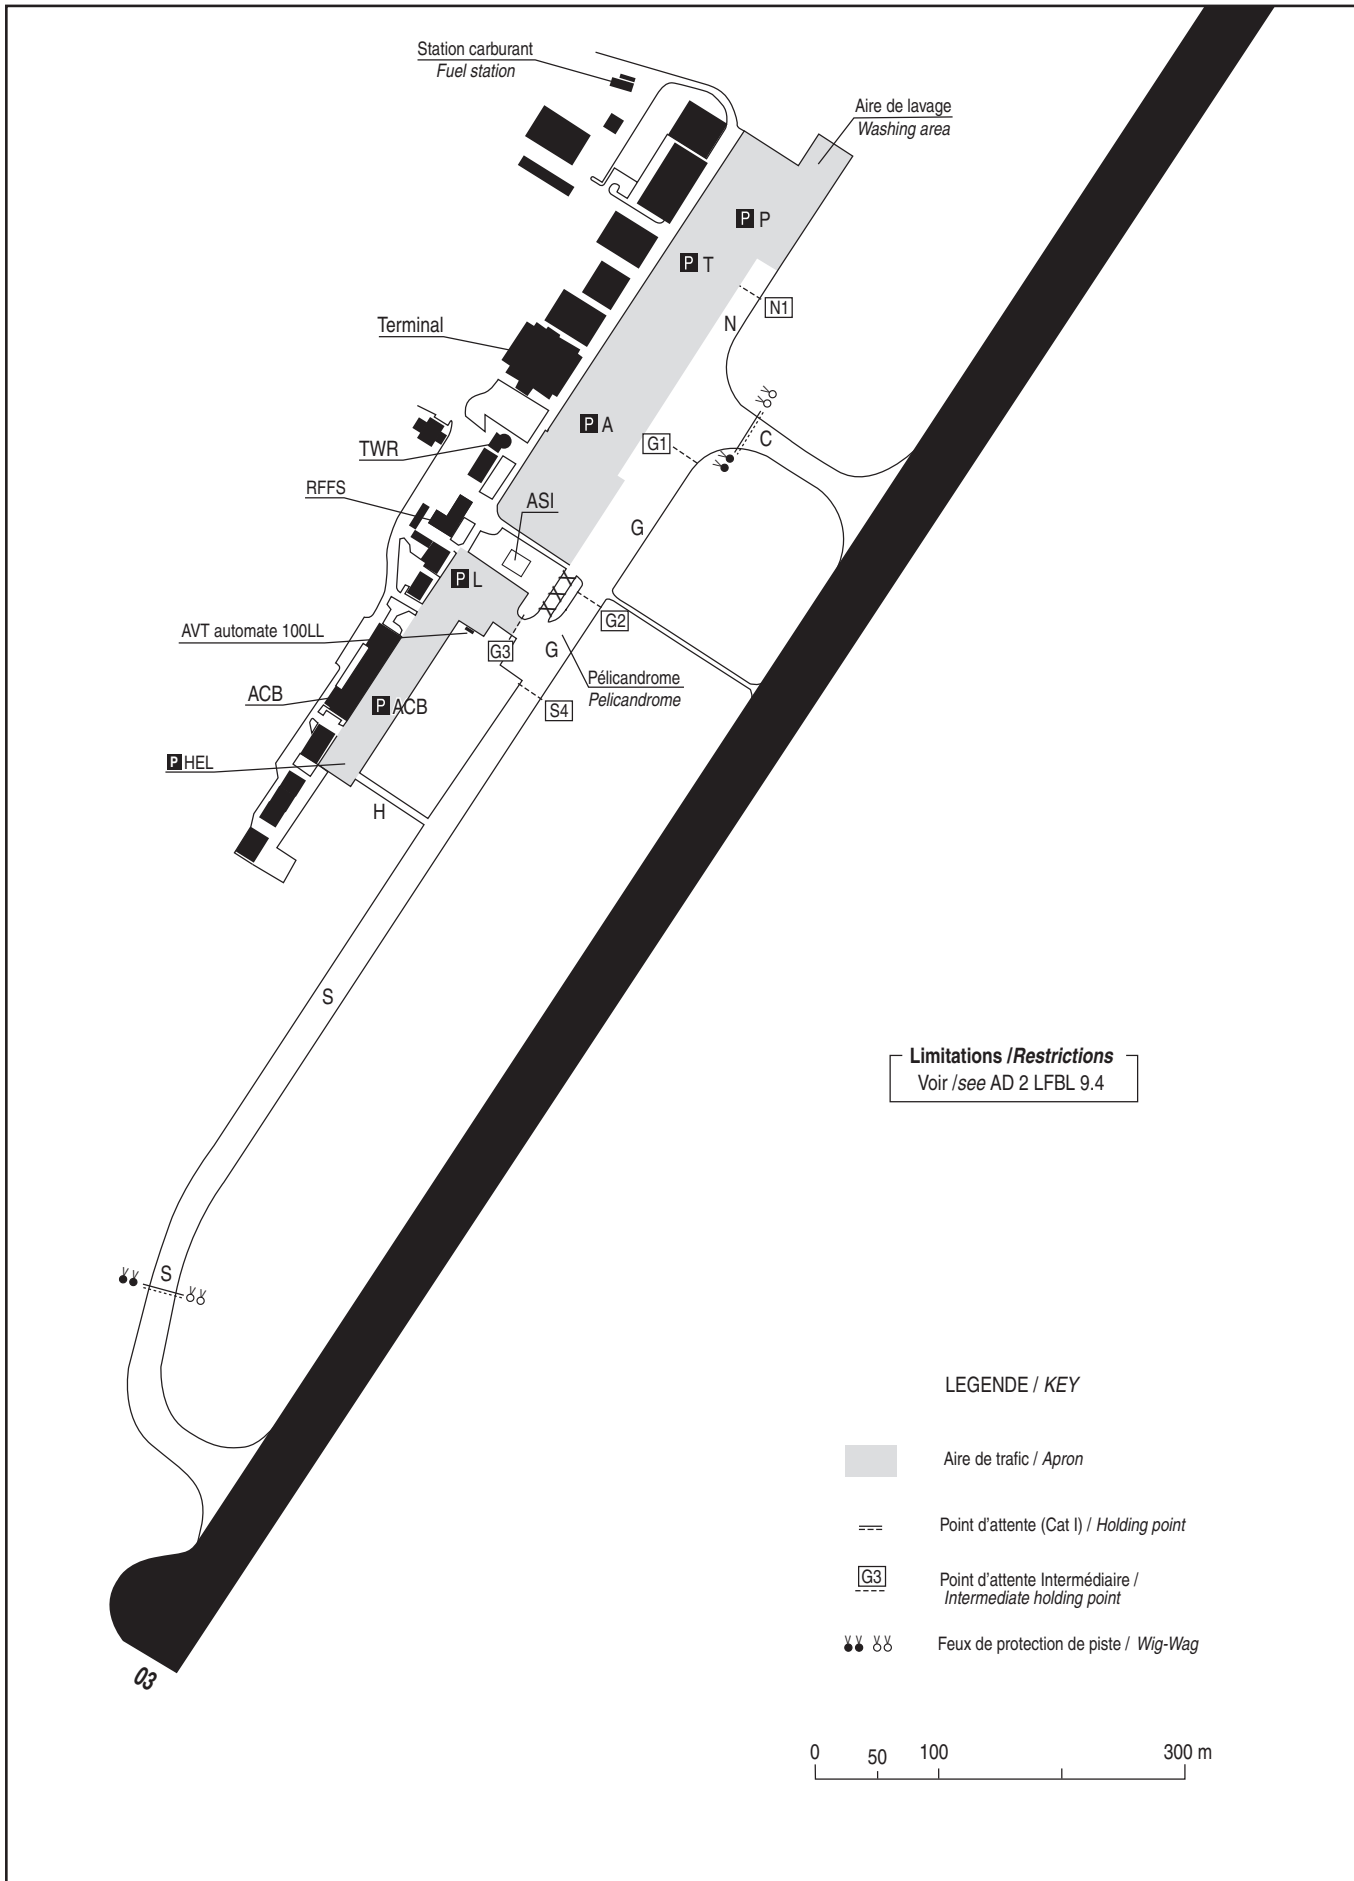 Station carburant
Fuel station
Aire de lavage
Washing area
P P
P T
N1
N
Terminal
P A
G1
C
TWR
RFFS
ASI
G
P L
G2
AVT automate 100LL
G3
G
Pélicandrome
Pelicandrome
ACB
P ACB
S4
P HEL
H
S
Limitations /Restrictions
Voir /see AD 2 LFBL 9.4
S
LEGENDE / KEY
Aire de trafic / Apron
Point d'attente (Cat I) / Holding point
G3
Point d'attente Intermédiaire /
Intermediate holding point
Feux de protection de piste / Wig-Wag
03
0 50 100 300 m